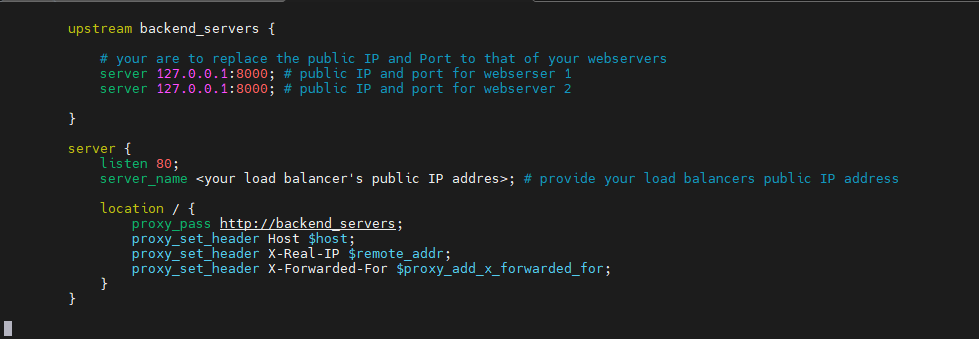 upstream backend_servers {
# your are to replace the public IP and Port to that of your webservers
server 127.0.0.1:8000; # public IP and port for webserser 1
server 127.0.0.1:8000; # public IP and port for webserver 2
}
server {
listen 80;
server_name <your load balancer's public IP addres>; # provide your load balancers public IP address
location / {
proxy_pass http://backend_servers;
proxy_set_header Host $host;
proxy_set_header X-Real-IP $remote_addr;
proxy_set_header X-Forwarded-For $proxy_add_x_forwarded_for;
}
}